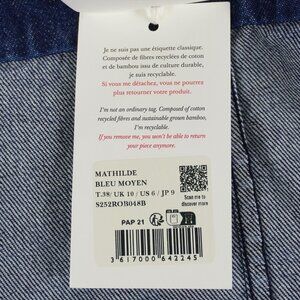 Je ne suis pas une étiquette classique.
Composée de fibres recyclées de coton
et de bambou issu de culture durable,
je suis recyclable.
Si vous me détachez, vous ne pourrez
plus retourner votre produit.
I'm not an ordinary tag. Composed of cotton
recycled fibres and sustainable grown bamboo,
I'm recyclable.
If you remove me, you won't be able to return
your piece anymore.
MATHILDE
BLEU MOYEN
T.38/ UK 10 / US 6 / JP 9
S252ROB048B
Scan me to
discover more
PAP 21
3617000642245